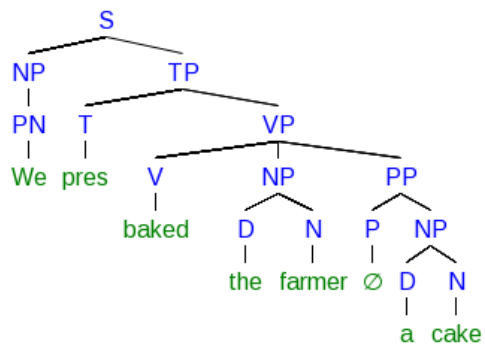 S
NP TP
PN T VP
We pres V NP PP
baked D N P NP
the farmer ∅ D N
a cake